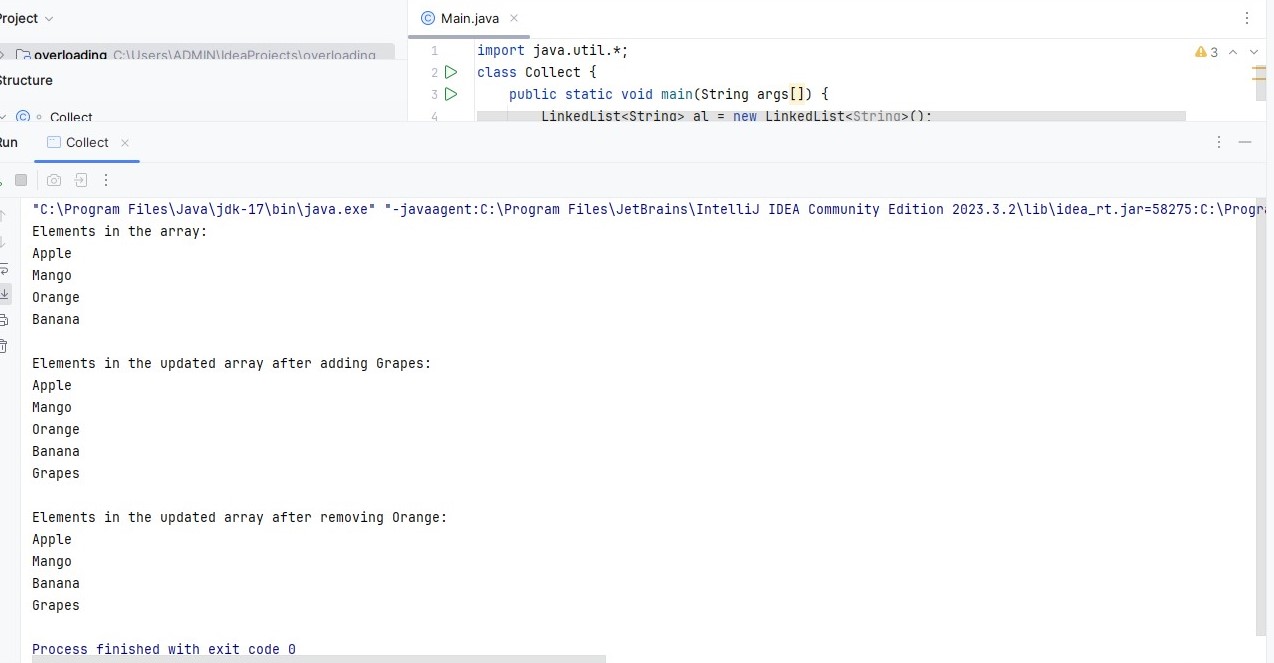 Project
Main.java
overloading C:\Users\ADMIN\IdeaProjects\overloading
Structure
Collect
1 import java.util.*;
3
2 class Collect {
3 public static void main(String args[]) {
4 LinkedList<String> al = new LinkedList<String>();
Run
Collect
"C:\Program Files\Java\jdk-17\bin\java.exe" "-javaagent:C:\Program Files\JetBrains\IntelliJ IDEA Community Edition 2023.3.2\lib\idea_rt.jar=58275:C:\Progra
Elements in the array:
Apple
Mango
Orange
Banana
Elements in the updated array after adding Grapes:
Apple
Mango
Orange
Banana
Grapes
Elements in the updated array after removing Orange:
Apple
Mango
Banana
Grapes
Process finished with exit code 0